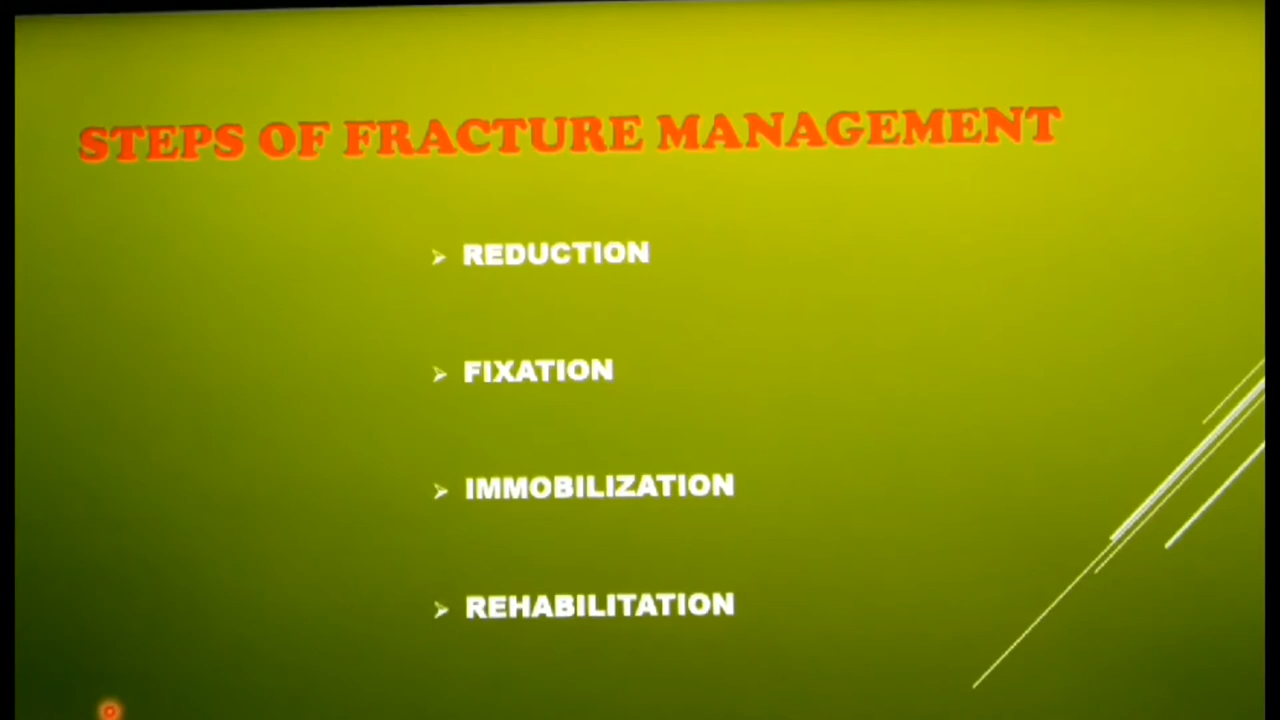 STEPS OF FRACTURE MANAGEMENT
REDUCTION
FIXATION
IMMOBILIZATION
REHABILITATION